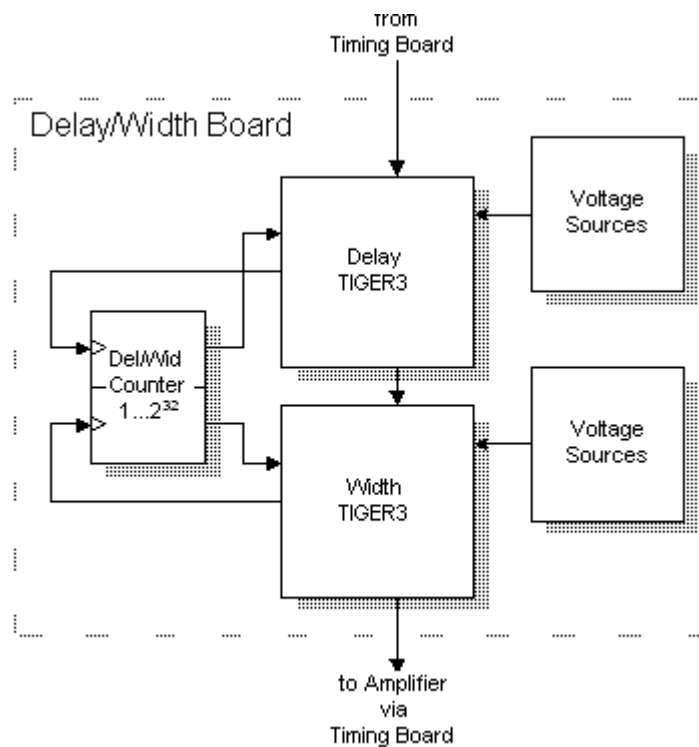 from
Timing Board
Delay/Width Board
Voltage
Sources
Delay
TIGER3
Del/Wid
Counter
1...2³²
Voltage
Sources
Width
TIGER3
to Amplifier
via
Timing Board